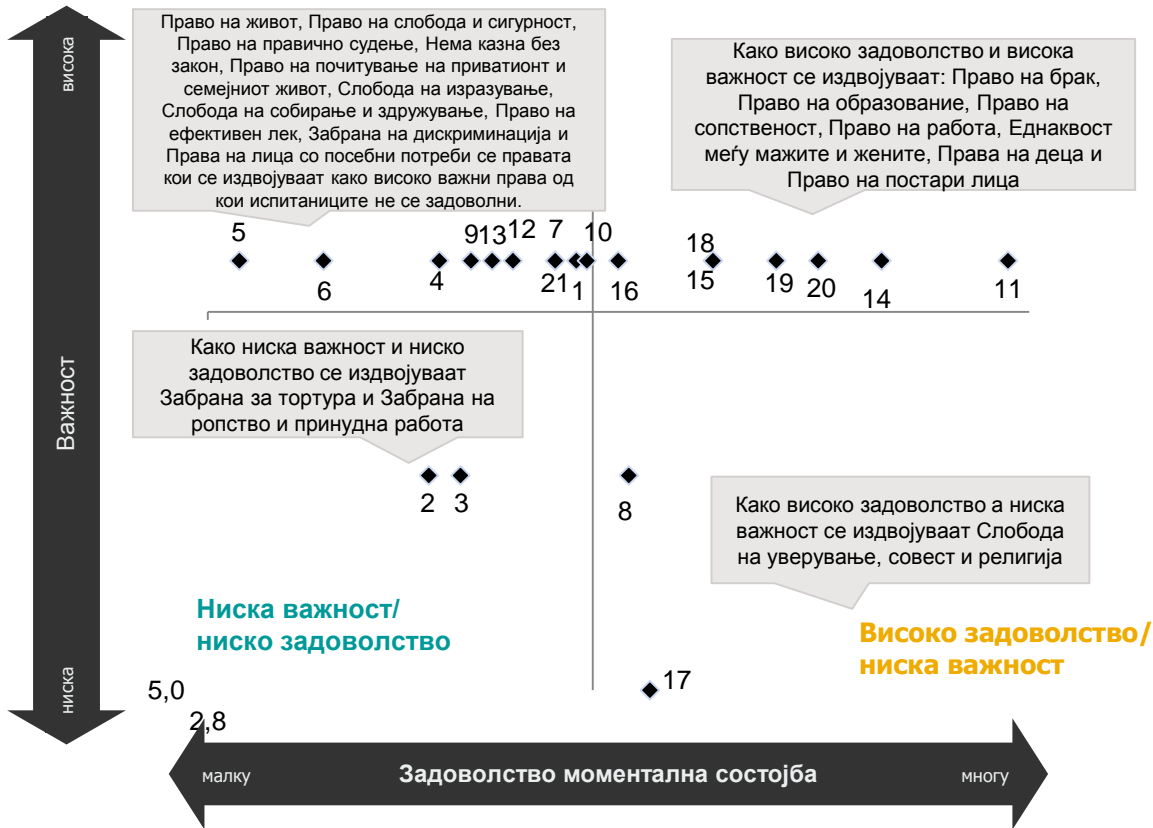 Право на живот, Право на слобода и сигурност,
Право на правично судење, Нема казна без
закон, Право на почитување на приватионт и
семејниот живот, Слобода на изразување,
Слобода на собирање и здружување, Право на
ефективен лек, Забрана на дискриминација и
Права на лица со посебни потреби се правата
кои се издвојуваат како високо важни права од
кои испитаниците не се задоволни.
Како високо задоволство и висока
важност се издвојуваат: Право на брак,
Право на образование, Право на
сопственост, Право на работа, Еднаквост
меѓу мажите и жените, Права на деца и
Право на постари лица
висока
Важност
ниска
5
6
4
9
13
12
7
21
1
10
16
18
15
19
20
14
11
Како ниска важност и ниско
задоволство се издвојуваат
Забрана за тортура и Забрана на
ропство и принудна работа
2
3
8
Како високо задоволство а ниска
важност се издвојуваат Слобода
на уверување, совест и религија
Ниска важност/
ниско задоволство
Високо задоволство/
ниска важност
17
5,0
2,8
малку
Задоволство моментална состојба
многу